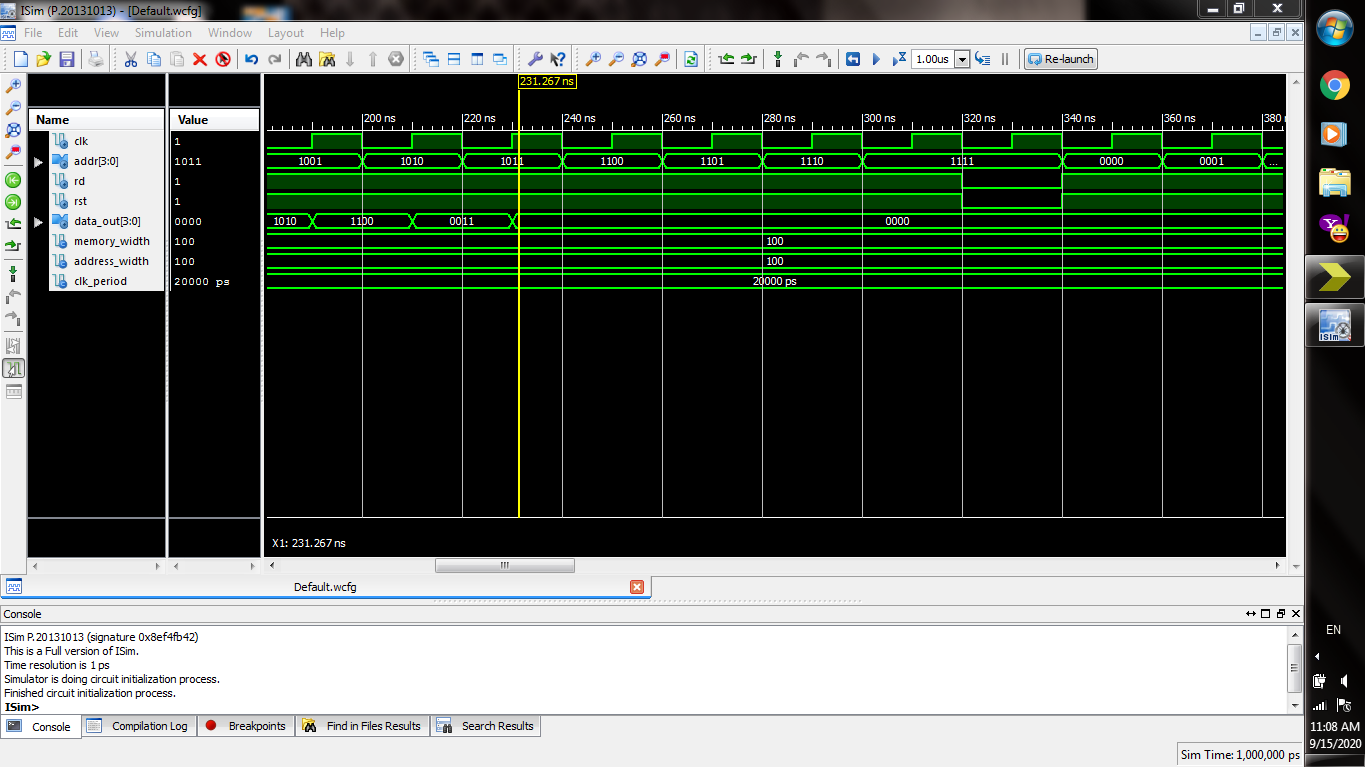 ISim (P.20131013) - [Default.wcfg]
File Edit View Simulation Window Layout Help
1.00us Re-launch
231.267 ns
Name Value
200 ns 220 ns 240 ns 260 ns 280 ns 300 ns 320 ns 340 ns 360 ns 380
clk 1
addr[3:0] 1011 1001 1010 1011 1100 1101 1110 1111 0000 0001 ...
rd 1
rst 1
data_out[3:0] 0000 1010 1100 0011 0000
memory_width 100 100
address_width 100 100
clk_period 20000 ps 20000 ps
X1: 231.267 ns
Default.wcfg
Console
ISim P.20131013 (signature 0x8ef4fb42)
This is a Full version of ISim.
Time resolution is 1 ps
Simulator is doing circuit initialization process.
Finished circuit initialization process.
ISim>
Console Compilation Log Breakpoints Find in Files Results Search Results
Sim Time: 1,000,000 ps
ISim
EN
11:08 AM
9/15/2020